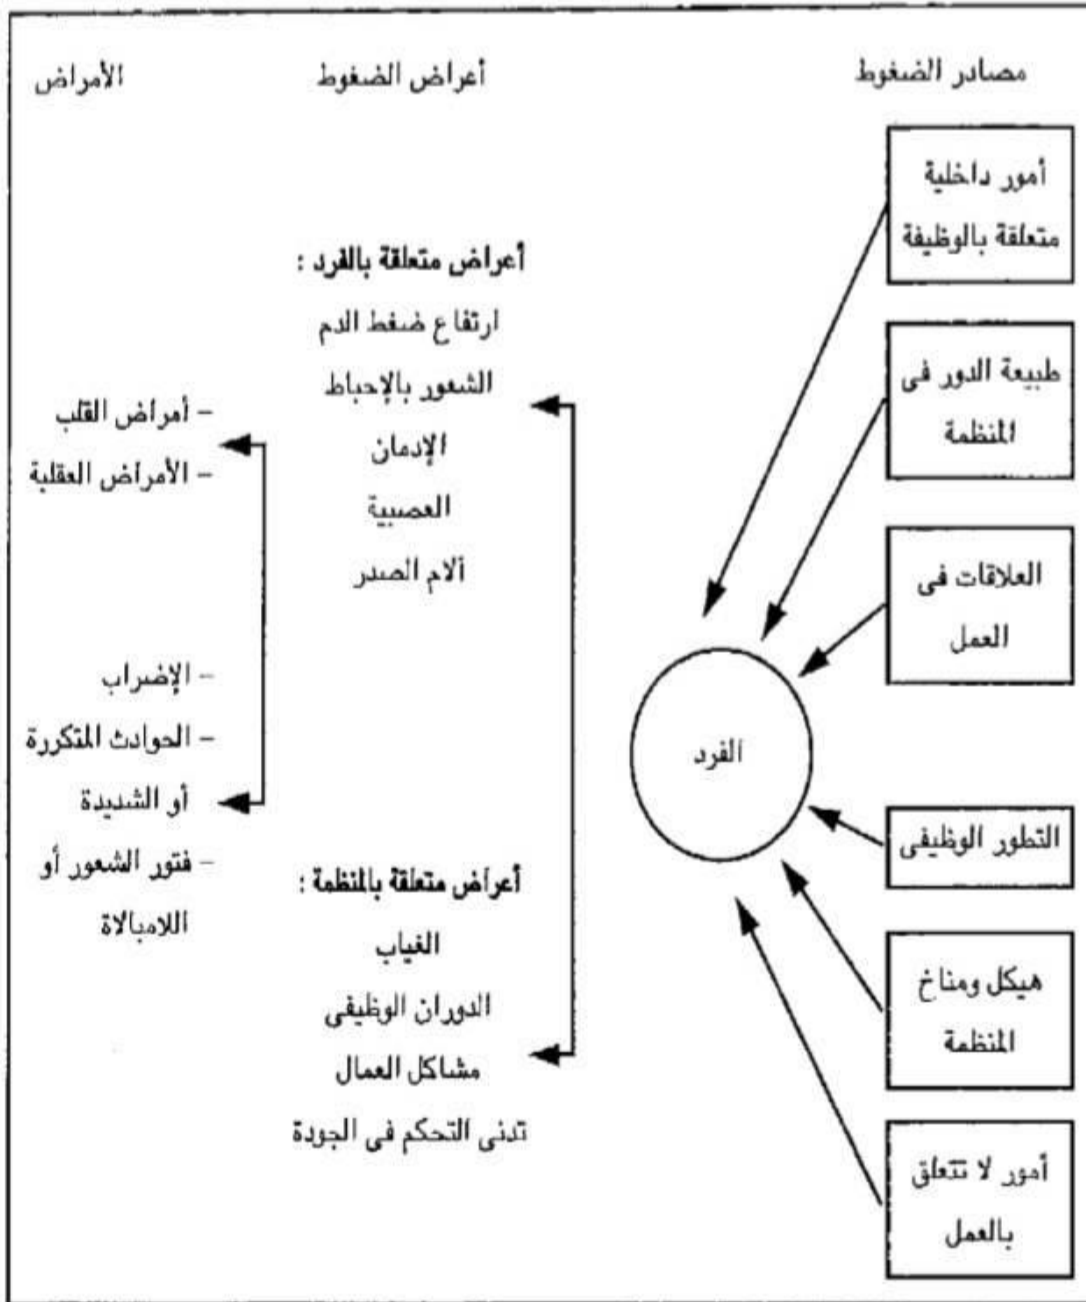 مصادر الضغوط
أمور داخلية
متعلقة بالوظيفة
طبيعة الدور فى
المنظمة
العلاقات فى
العمل
التطور الوظيفى
هيكل ومناخ
المنظمة
أمور لا تتعلق
بالعمل
الفرد
أعراض الضغوط
أعراض متعلقة بالفرد :
ارتفاع ضغط الدم
الشعور بالإحباط
الإدمان
العصبية
ألام الصدر
أعراض متعلقة بالمنظمة :
الغياب
الدوران الوظيفى
مشاكل العمال
تدنى التحكم فى الجودة
الأمراض
– أمراض القلب
– الأمراض العقلية
– الإضراب
– الحوادث المتكررة
أو الشديدة
– فتور الشعور أو
اللامبالاة